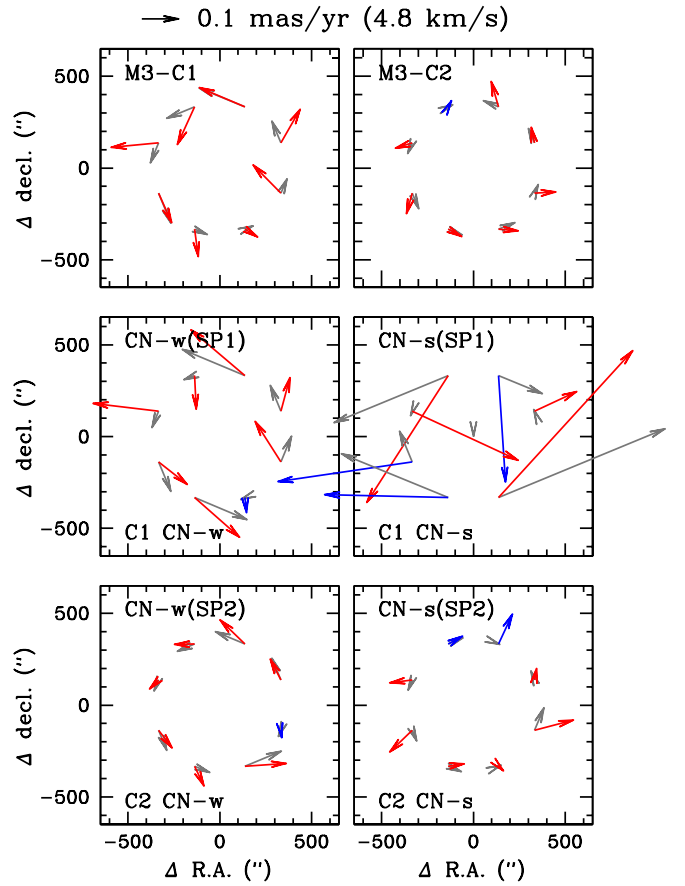 0.1 mas/yr (4.8 km/s)
M3−C1
M3−C2
500
0
−500
Δ decl. (″)
CN−w(SP1)
CN−s(SP1)
500
0
−500
Δ decl. (″)
C1 CN−w
C1 CN−s
CN−w(SP2)
CN−s(SP2)
500
0
−500
Δ decl. (″)
C2 CN−w
C2 CN−s
−500 0 500 −500 0 500
Δ R.A. (″) Δ R.A. (″)